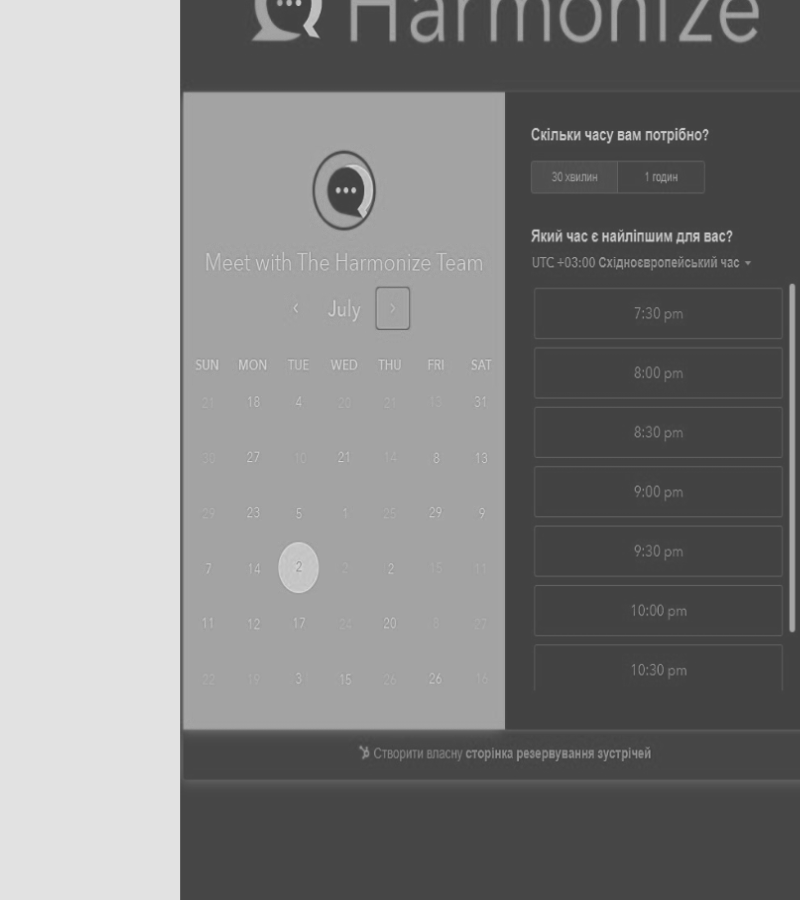 Harmonize
Meet with The Harmonize Team
‹ July ›
SUN MON TUE WED THU FRI SAT
21 18 4 20 21 15 31
30 27 10 21 14 8 13
29 23 5 1 25 29 9
7 14 2 2 2 15 11
11 12 17 24 20 8 27
22 19 3 15 26 26 16
Скільки часу вам потрібно?
30 хвилин 1 годин
Який час є найліпшим для вас?
UTC +03:00 Східноєвропейський час
7:30 pm
8:00 pm
8:30 pm
9:00 pm
9:30 pm
10:00 pm
10:30 pm
Створити власну сторінка резервування зустрічей